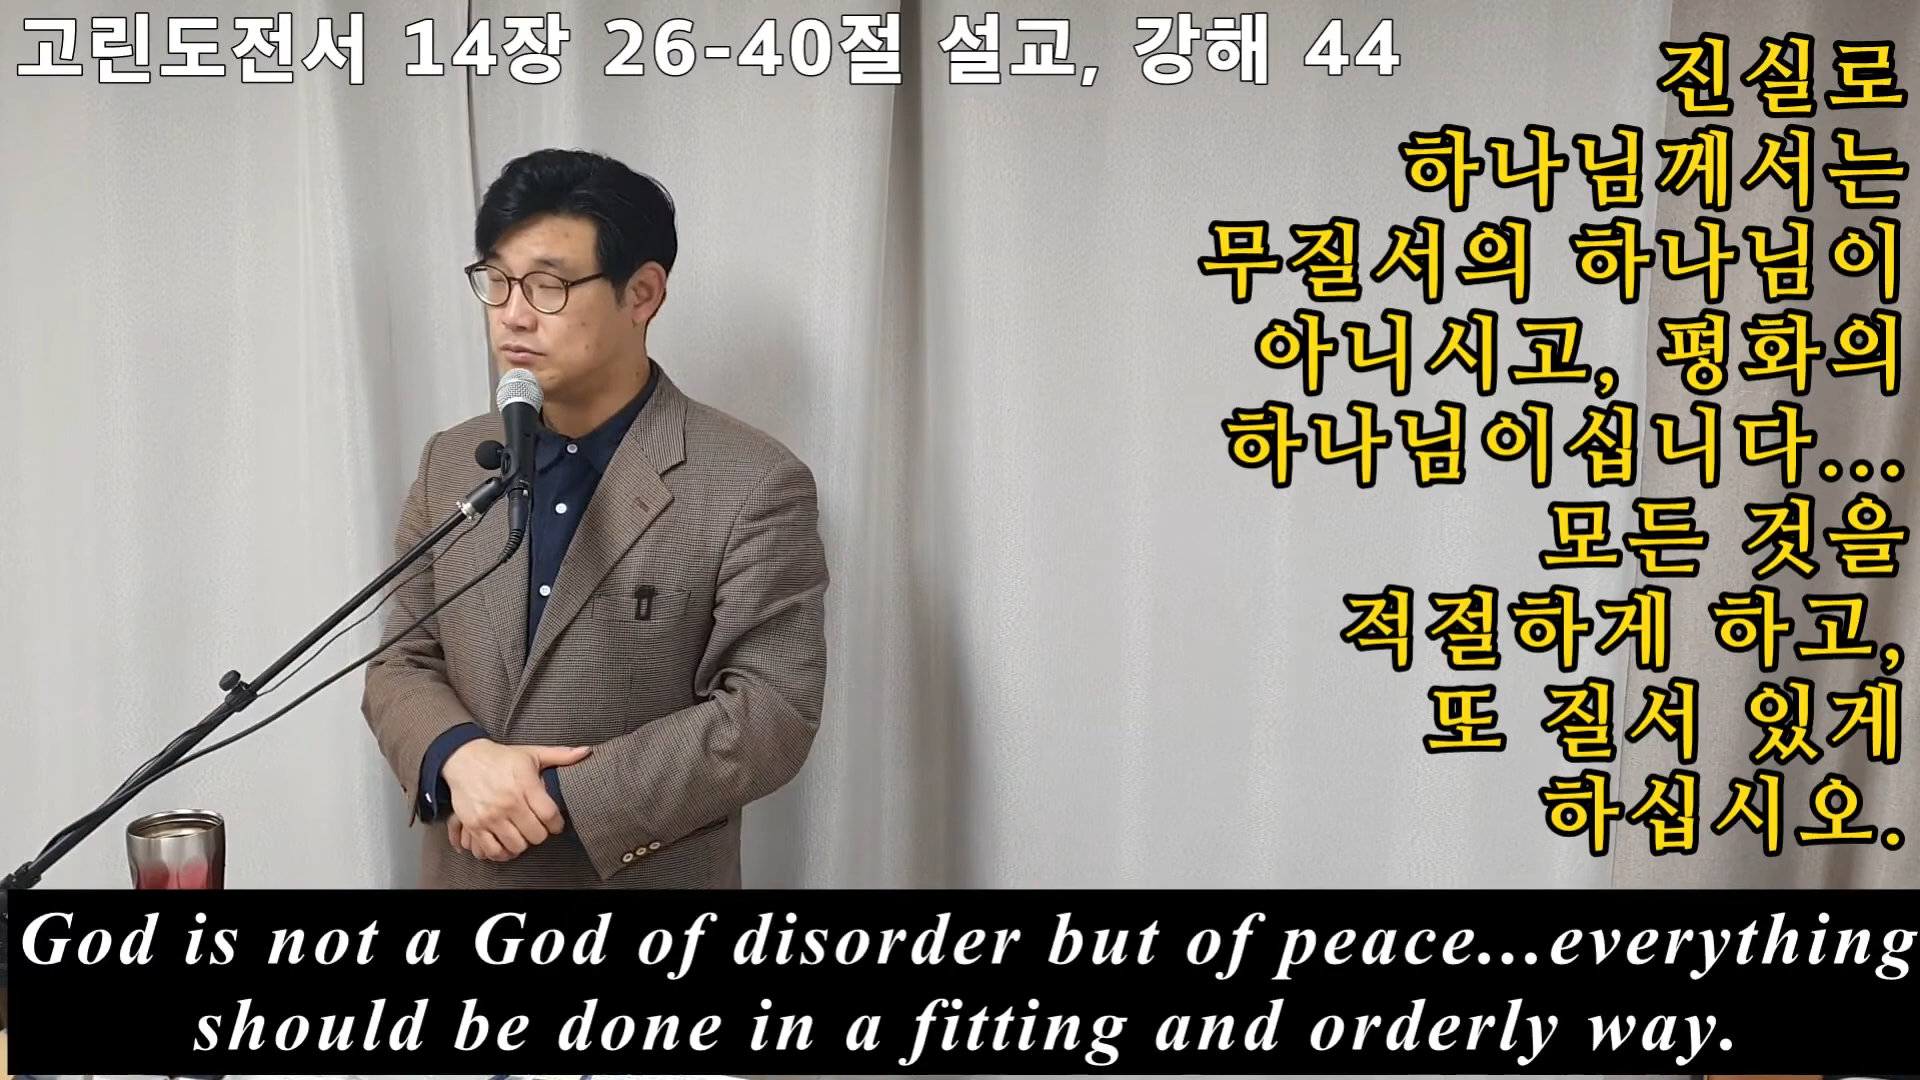 고린도전서 14장 26-40절 설교, 강해 44
진실로
하나님께서는
무질서의 하나님이
아니시고, 평화의
하나님이십니다...
모든 것을
적절하게 하고,
또 질서 있게
하십시오.
God is not a God of disorder but of peace...everything
should be done in a fitting and orderly way.